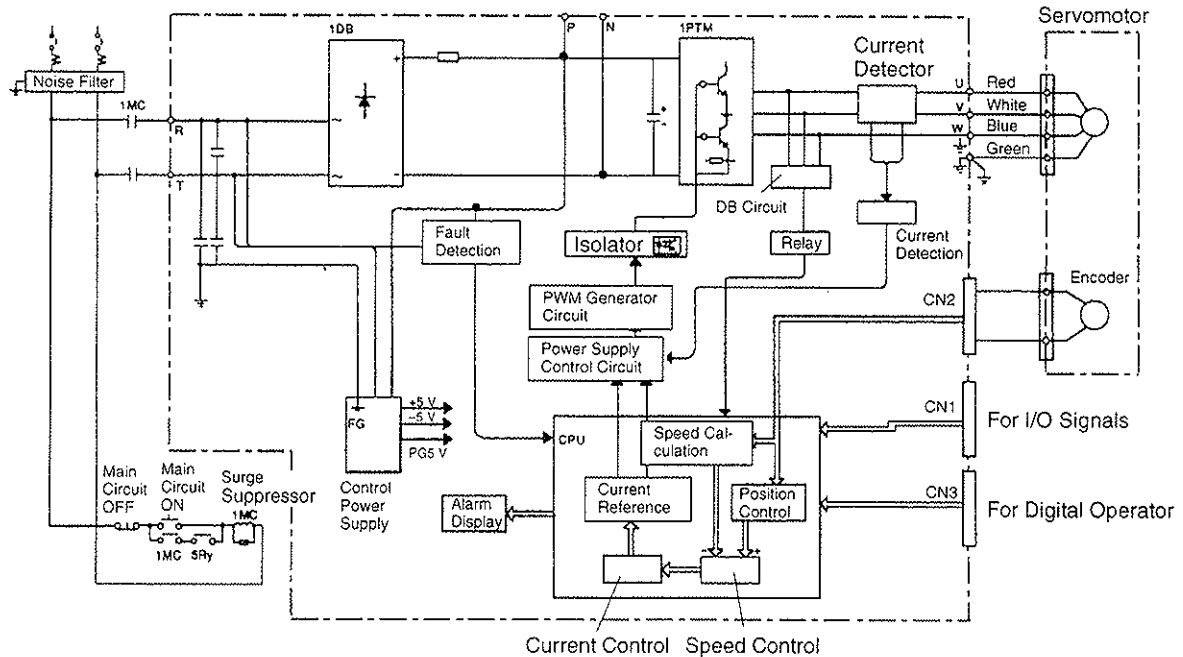 Servomotor
P
N
1DB
1PTM
Current
Detector
Noise Filter
1MC
R
T
+
-
~
~
+
-
U
V
W
Red
White
Blue
Green
DB Circuit
Fault
Detection
Isolator
Relay
Current
Detection
PWM Generator
Circuit
CN2
Encoder
Power Supply
Control Circuit
FG
+5 V
-5 V
PG5 V
Control
Power
Supply
CPU
Speed Cal-
culation
CN1
For I/O Signals
Main
Circuit
OFF
Main
Circuit
ON
Surge
Suppressor
1MC
1MC
5Ry
Alarm
Display
Current
Reference
Position
Control
CN3
For Digital Operator
-
+
Current Control
Speed Control